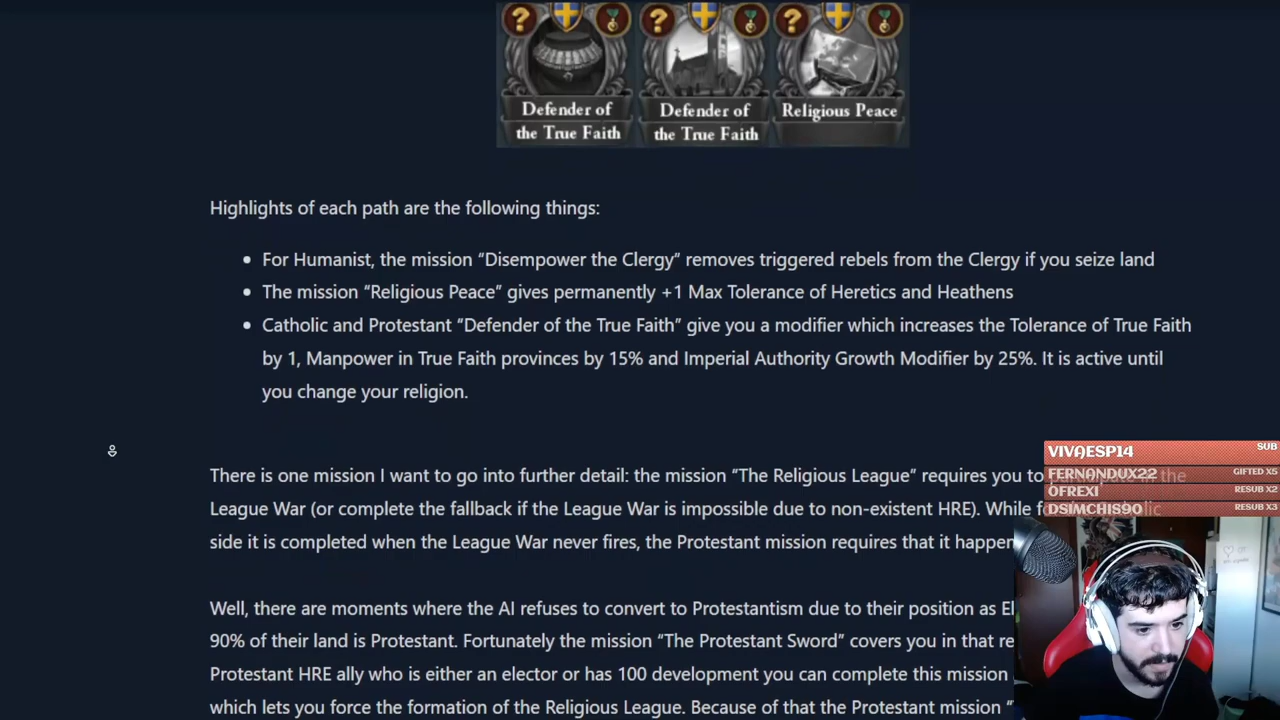 Defender of
the True Faith
Defender of
the True Faith
Religious Peace
Highlights of each path are the following things:
For Humanist, the mission “Disempower the Clergy” removes triggered rebels from the Clergy if you seize land
The mission “Religious Peace” gives permanently +1 Max Tolerance of Heretics and Heathens
Catholic and Protestant “Defender of the True Faith” give you a modifier which increases the Tolerance of True Faith
by 1, Manpower in True Faith provinces by 15% and Imperial Authority Growth Modifier by 25%. It is active until
you change your religion.
There is one mission I want to go into further detail: the mission “The Religious League” requires you to the
League War (or complete the fallback if the League War is impossible due to non-existent HRE). While
side it is completed when the League War never fires, the Protestant mission requires that it happen
Well, there are moments where the AI refuses to convert to Protestantism due to their position as
90% of their land is Protestant. Fortunately the mission “The Protestant Sword” covers you in that
Protestant HRE ally who is either an elector or has 100 development you can complete this mission
which lets you force the formation of the Religious League. Because of that the Protestant mission
VIVAESP14 SUB
FERNANDUX22 GIFTED X5
OFREXI RESUB X2
DSIMCHIS90 RESUB X3